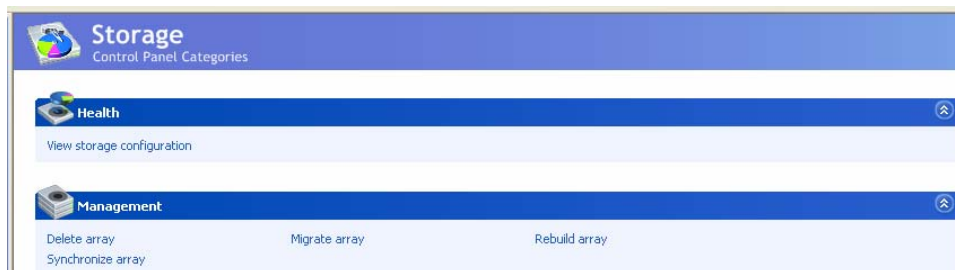 Storage
Control Panel Categories
Health
View storage configuration
Management
Delete array Migrate array Rebuild array
Synchronize array